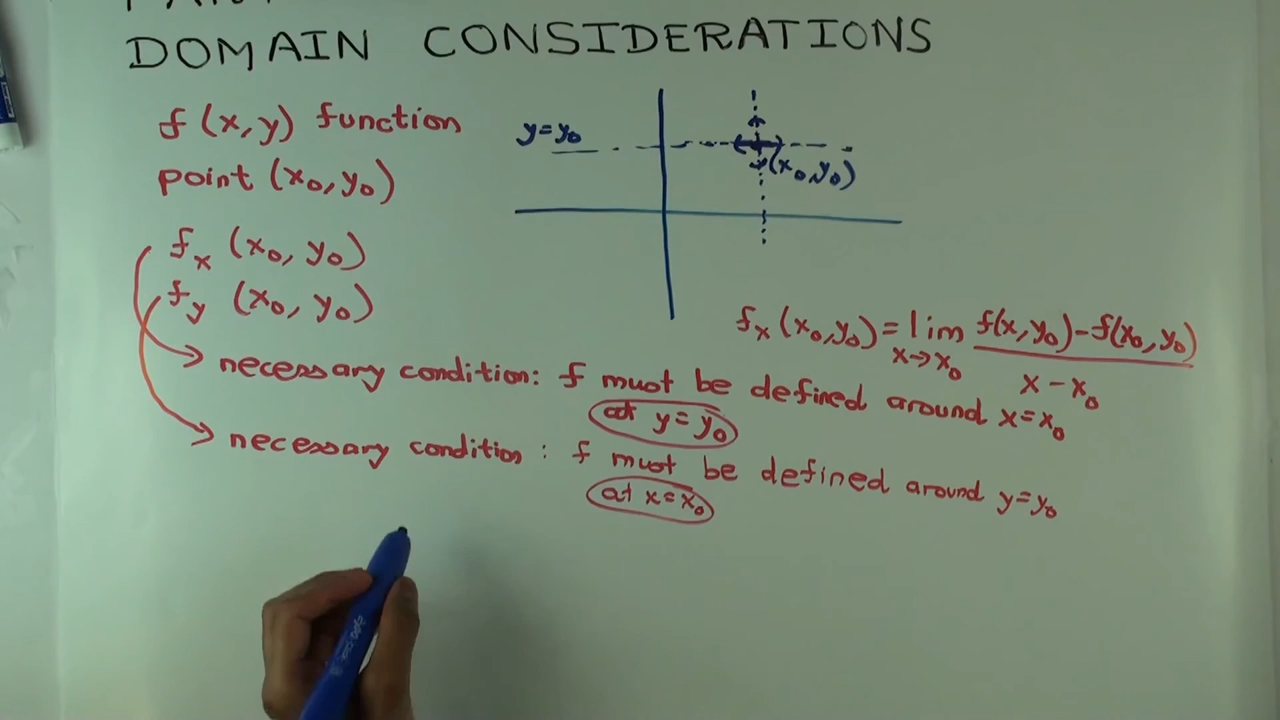 DOMAIN CONSIDERATIONS
f(x,y) function
point (x₀,y₀)
fₓ (x₀,y₀)
f_y (x₀,y₀)
y=y₀
(x₀,y₀)
fₓ(x₀,y₀) = lim x→x₀ f(x,y₀)-f(x₀,y₀) / x-x₀
necessary condition: f must be defined around x=x₀
at y=y₀
necessary condition: f must be defined around y=y₀
at x=x₀